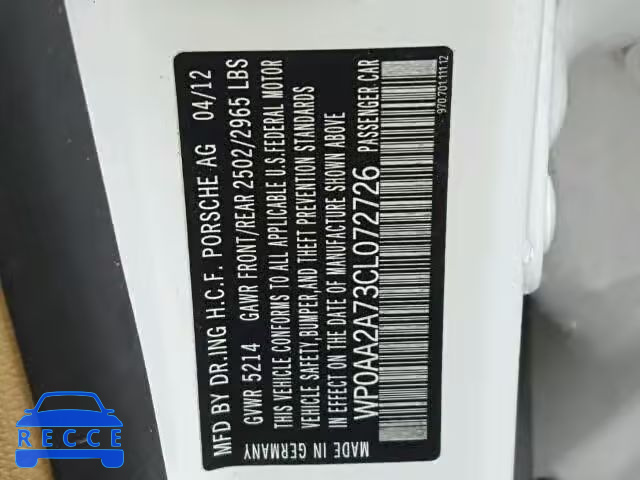 MFD BY DR.ING H.C.F. PORSCHE AG 04/12
GVWR 5214 GAWR FRONT/REAR 2502/2965 LBS
THIS VEHICLE CONFORMS TO ALL APPLICABLE U.S.FEDERAL MOTOR
VEHICLE SAFETY,BUMPER,AND THEFT PREVENTION STANDARDS
IN EFFECT ON THE DATE OF MANUFACTURE SHOWN ABOVE
WP0AA2A73CL072726 PASSENGER CAR
MADE IN GERMANY
970.701.111.12
RECCE